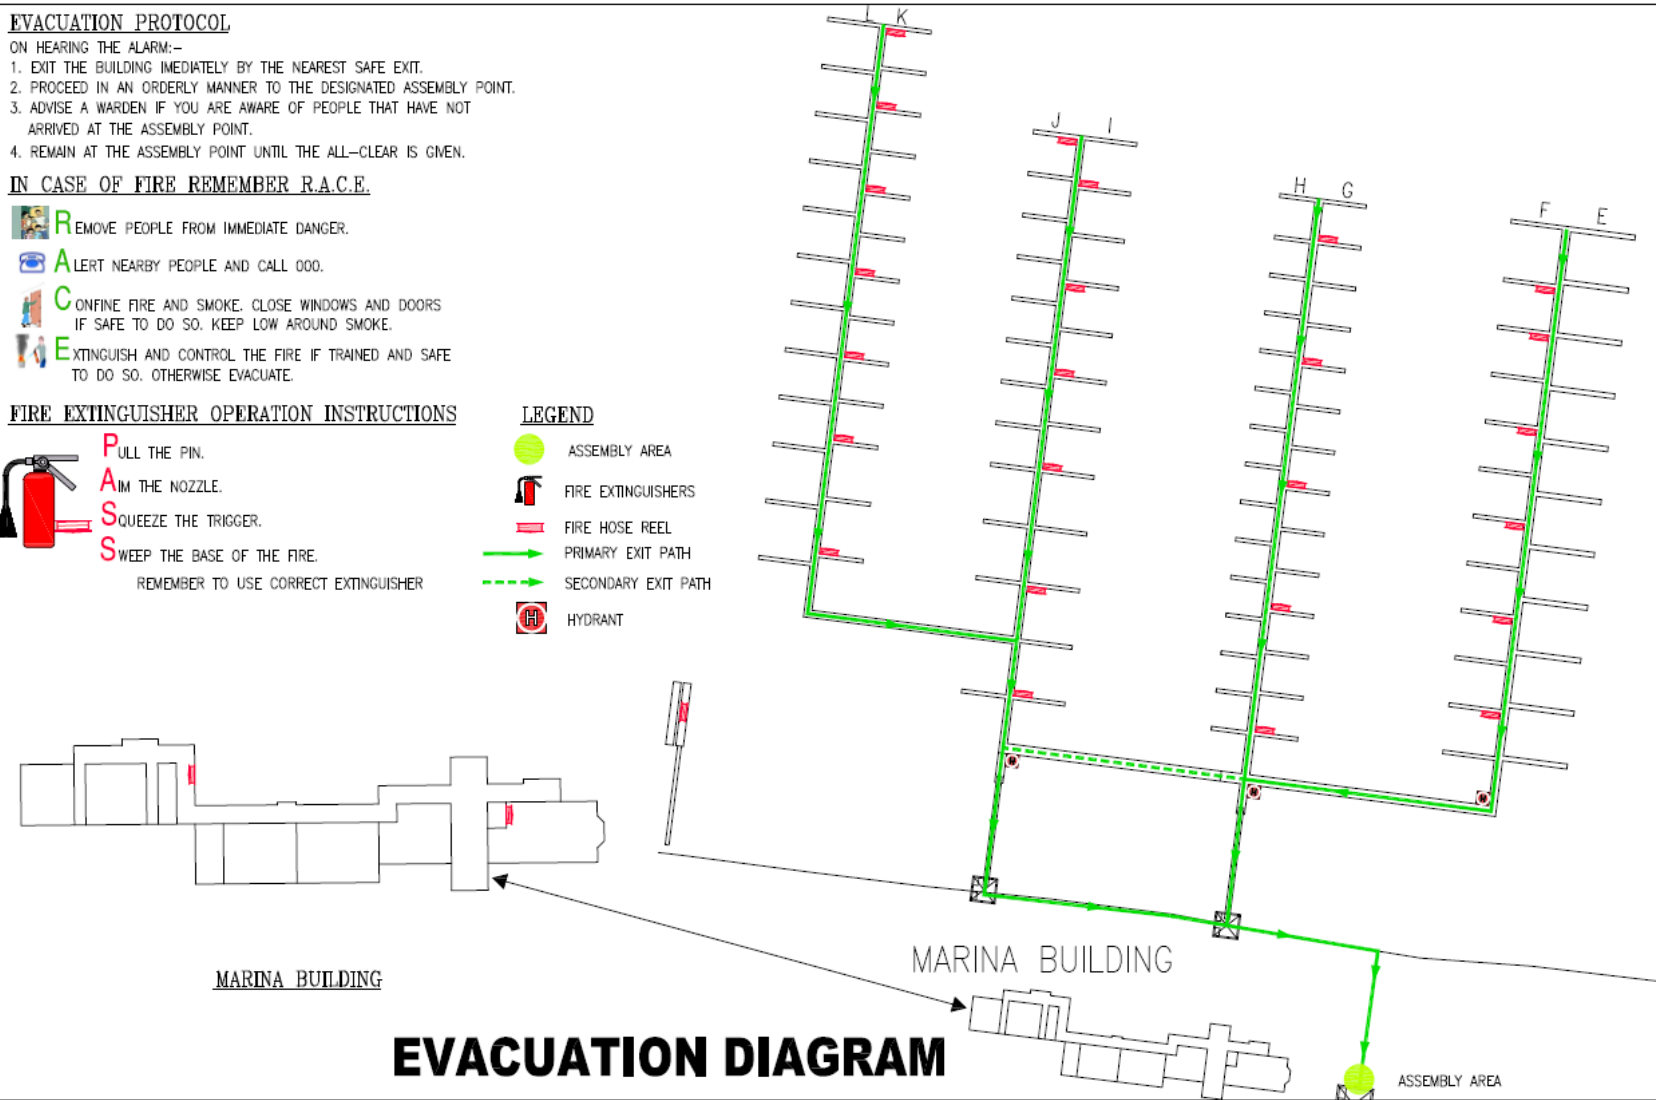 EVACUATION PROTOCOL
ON HEARING THE ALARM:-
1. EXIT THE BUILDING IMEDIATELY BY THE NEAREST SAFE EXIT.
2. PROCEED IN AN ORDERLY MANNER TO THE DESIGNATED ASSEMBLY POINT.
3. ADVISE A WARDEN IF YOU ARE AWARE OF PEOPLE THAT HAVE NOT
ARRIVED AT THE ASSEMBLY POINT.
4. REMAIN AT THE ASSEMBLY POINT UNTIL THE ALL-CLEAR IS GIVEN.
IN CASE OF FIRE REMEMBER R.A.C.E.
REMOVE PEOPLE FROM IMMEDIATE DANGER.
ALERT NEARBY PEOPLE AND CALL 000.
CONFINE FIRE AND SMOKE. CLOSE WINDOWS AND DOORS
IF SAFE TO DO SO. KEEP LOW AROUND SMOKE.
EXTINGUISH AND CONTROL THE FIRE IF TRAINED AND SAFE
TO DO SO. OTHERWISE EVACUATE.
FIRE EXTINGUISHER OPERATION INSTRUCTIONS
PULL THE PIN.
AIM THE NOZZLE.
SQUEEZE THE TRIGGER.
SWEEP THE BASE OF THE FIRE.
REMEMBER TO USE CORRECT EXTINGUISHER
LEGEND
ASSEMBLY AREA
FIRE EXTINGUISHERS
FIRE HOSE REEL
PRIMARY EXIT PATH
SECONDARY EXIT PATH
H HYDRANT
L K
J I
H G
F E
H
H
H
MARINA BUILDING
MARINA BUILDING
EVACUATION DIAGRAM
ASSEMBLY AREA